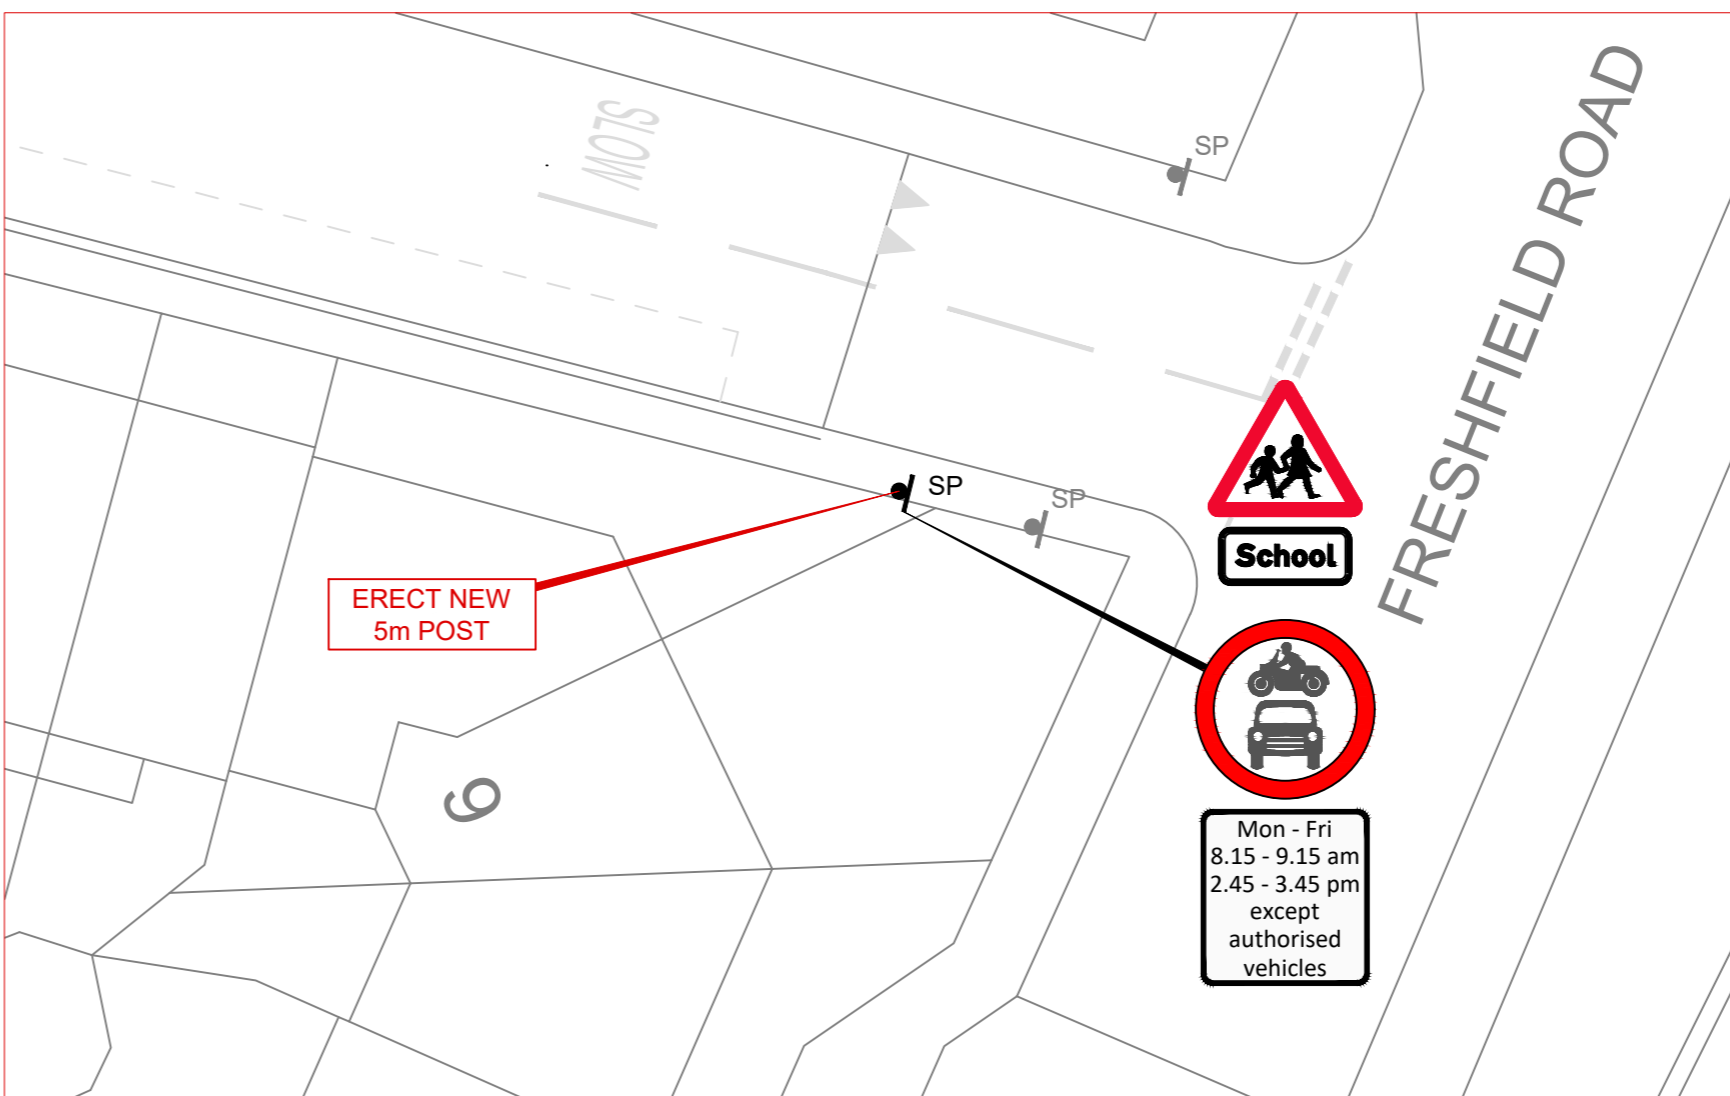 SLOW
SP
FRESHFIELD ROAD
SP
SP
School
ERECT NEW
5m POST
9
Mon - Fri
8.15 - 9.15 am
2.45 - 3.45 pm
except
authorised
vehicles